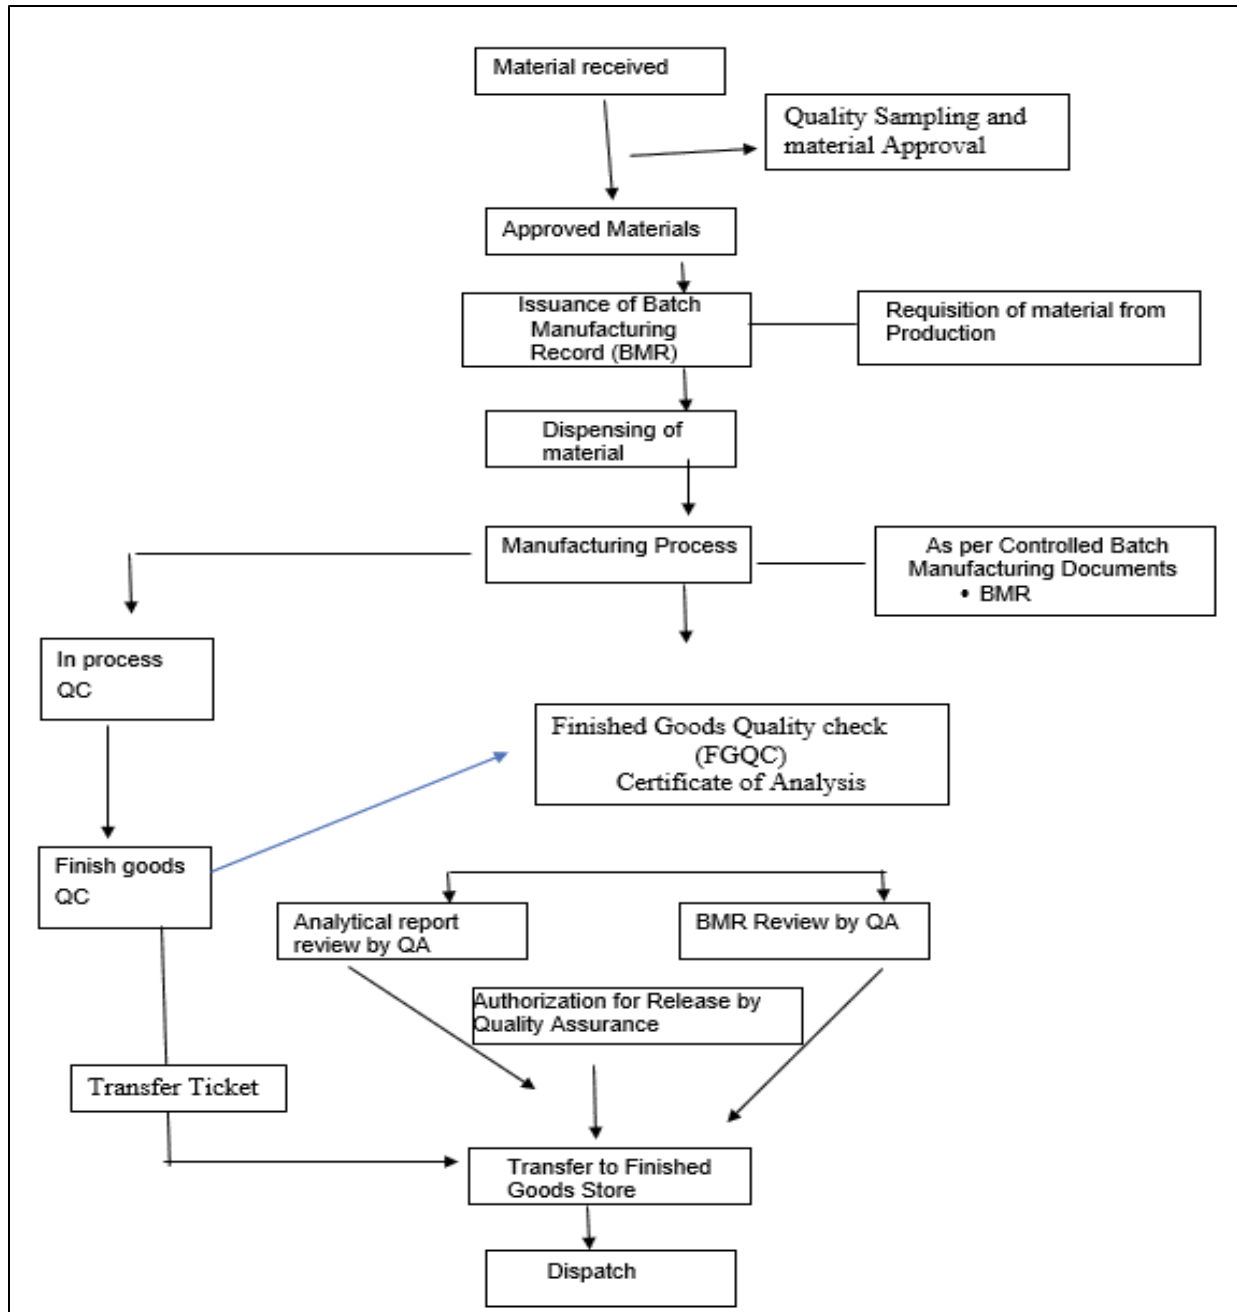 Material received
Quality Sampling and
material Approval
Approved Materials
Issuance of Batch
Manufacturing
Record (BMR)
Requisition of material from
Production
Dispensing of
material
Manufacturing Process
As per Controlled Batch
Manufacturing Documents
• BMR
In process
QC
Finished Goods Quality check
(FGQC)
Certificate of Analysis
Finish goods
QC
Analytical report
review by QA
BMR Review by QA
Authorization for Release by
Quality Assurance
Transfer Ticket
Transfer to Finished
Goods Store
Dispatch